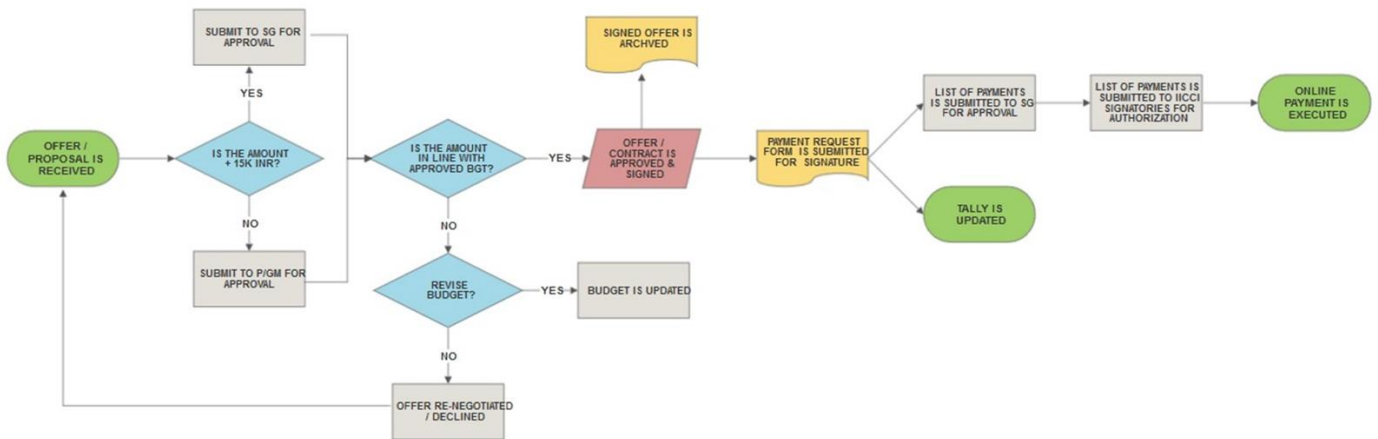 OFFER /
PROPOSAL IS
RECEIVED
IS THE AMOUNT
+ 15K INR?
YES
SUBMIT TO SG FOR
APPROVAL
NO
SUBMIT TO P/GM FOR
APPROVAL
IS THE AMOUNT
IN LINE WITH
APPROVED BGT?
YES
OFFER /
CONTRACT IS
APPROVED &
SIGNED
SIGNED OFFER IS
ARCHVED
NO
REVISE
BUDGET?
YES
BUDGET IS UPDATED
NO
OFFER RE-NEGOTIATED
/ DECLINED
PAYMENT REQUEST
FORM IS SUBMITTED
FOR SIGNATURE
LIST OF PAYMENTS
IS SUBMITTED TO SG
FOR APPROVAL
LIST OF PAYMENTS IS
SUBMITTED TO IICCI
SIGNATORIES FOR
AUTHORIZATION
ONLINE
PAYMENT IS
EXECUTED
TALLY IS
UPDATED